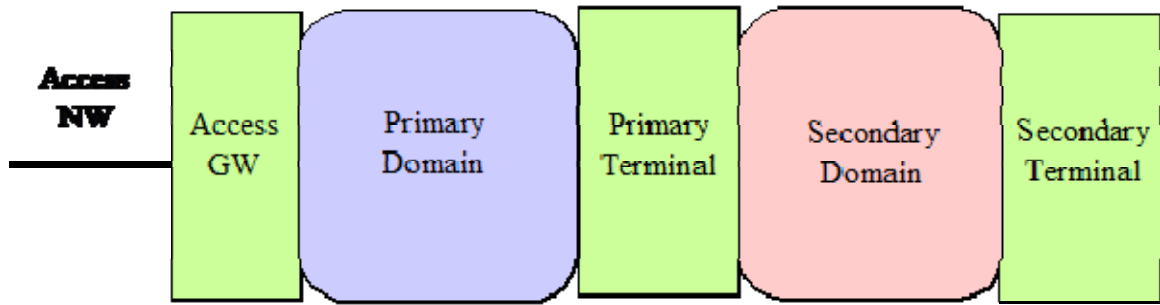 Access
NW
Access
GW
Primary
Domain
Primary
Terminal
Secondary
Domain
Secondary
Terminal